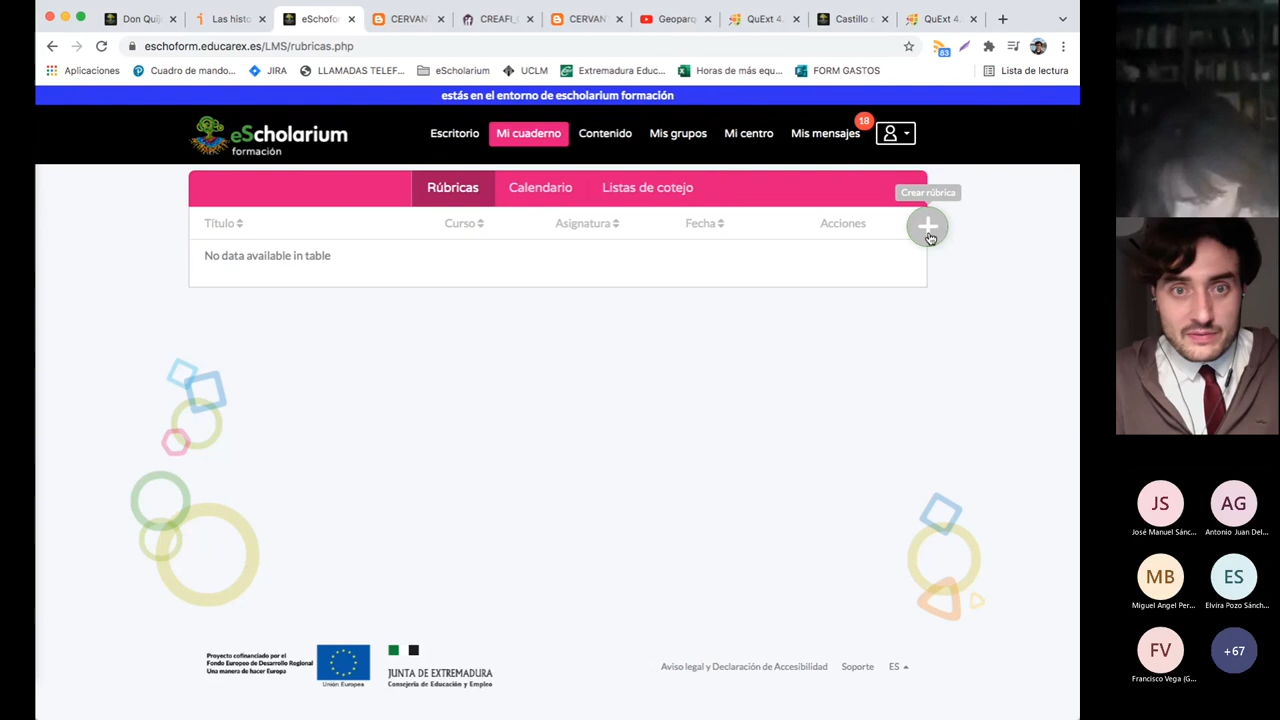 Don Quij
Las histo
eSchofor
CERVAN
CREAFI_
CERVAN
Geoparq
QuExt 4.
Castillo c
QuExt 4.
eschoform.educarex.es/LMS/rubricas.php
83
Aplicaciones
Cuadro de mando...
JIRA
LLAMADAS TELEF...
eScholarium
UCLM
Extremadura Educ...
Horas de más equ...
FORM GASTOS
Lista de lectura
estás en el entorno de escholarium formación
eScholarium
formación
Escritorio
Mi cuaderno
Contenido
Mis grupos
Mi centro
Mis mensajes
18
Rúbricas
Calendario
Listas de cotejo
Crear rúbrica
Título
Curso
Asignatura
Fecha
Acciones
No data available in table
Proyecto cofinanciado por el
Fondo Europeo de Desarrollo Regional
Una manera de hacer Europa
Unión Europea
JUNTA DE EXTREMADURA
Consejería de Educación y Empleo
Aviso legal y Declaración de Accesibilidad
Soporte
ES
JS
José Manuel Sánc...
AG
Antonio Juan Del...
MB
Miguel Angel Per...
ES
Elvira Pozo Sánch...
FV
Francisco Vega (G...
+67